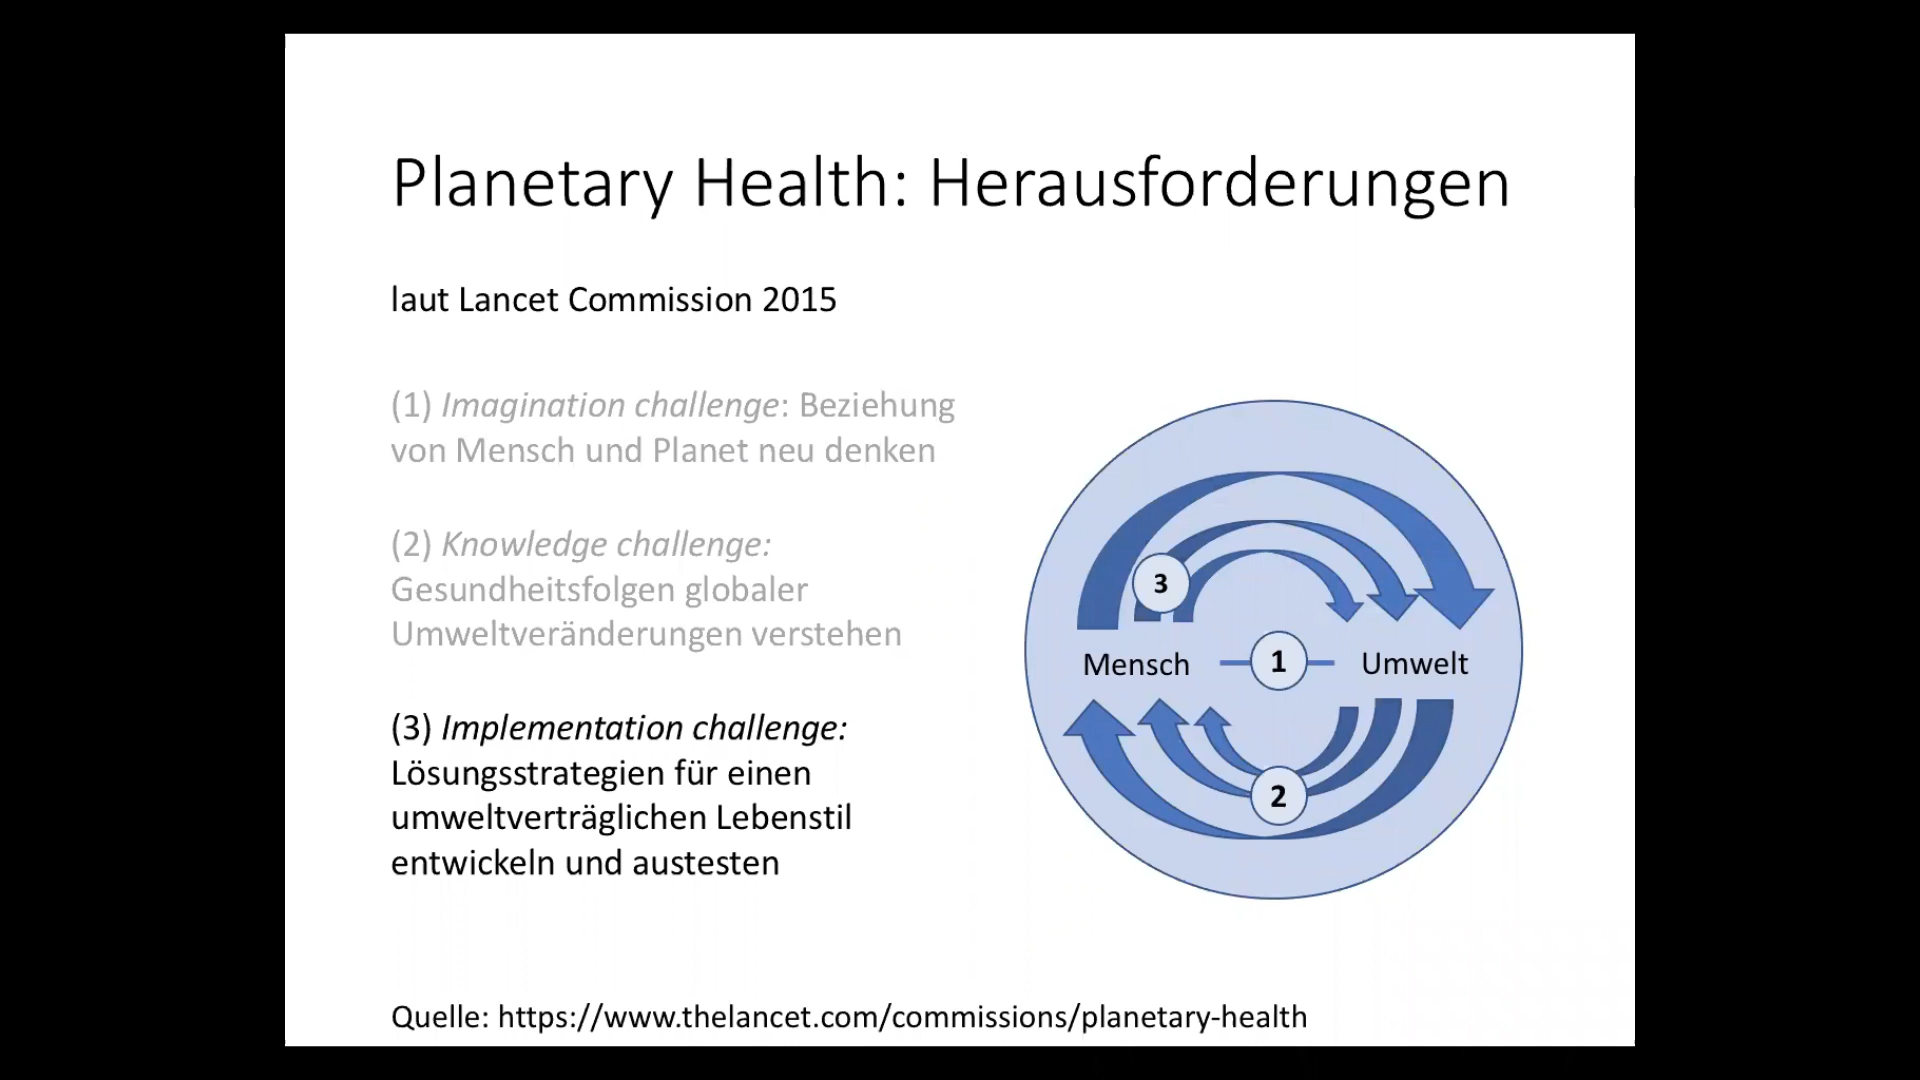 Planetary Health: Herausforderungen
laut Lancet Commission 2015
(1) Imagination challenge: Beziehung
von Mensch und Planet neu denken
(2) Knowledge challenge:
Gesundheitsfolgen globaler
Umweltveränderungen verstehen
(3) Implementation challenge:
Lösungsstrategien für einen
umweltverträglichen Lebenstil
entwickeln und austesten
3
Mensch 1 Umwelt
2
Quelle: https://www.thelancet.com/commissions/planetary-health